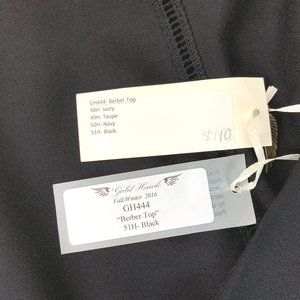 GH444- Berber Top
48H- Ivory
49H- Taupe
50H- Navy
51H- Black
Gold Hawk
Fall/Winter 2016
GH444
"Berber Top"
51H- Black